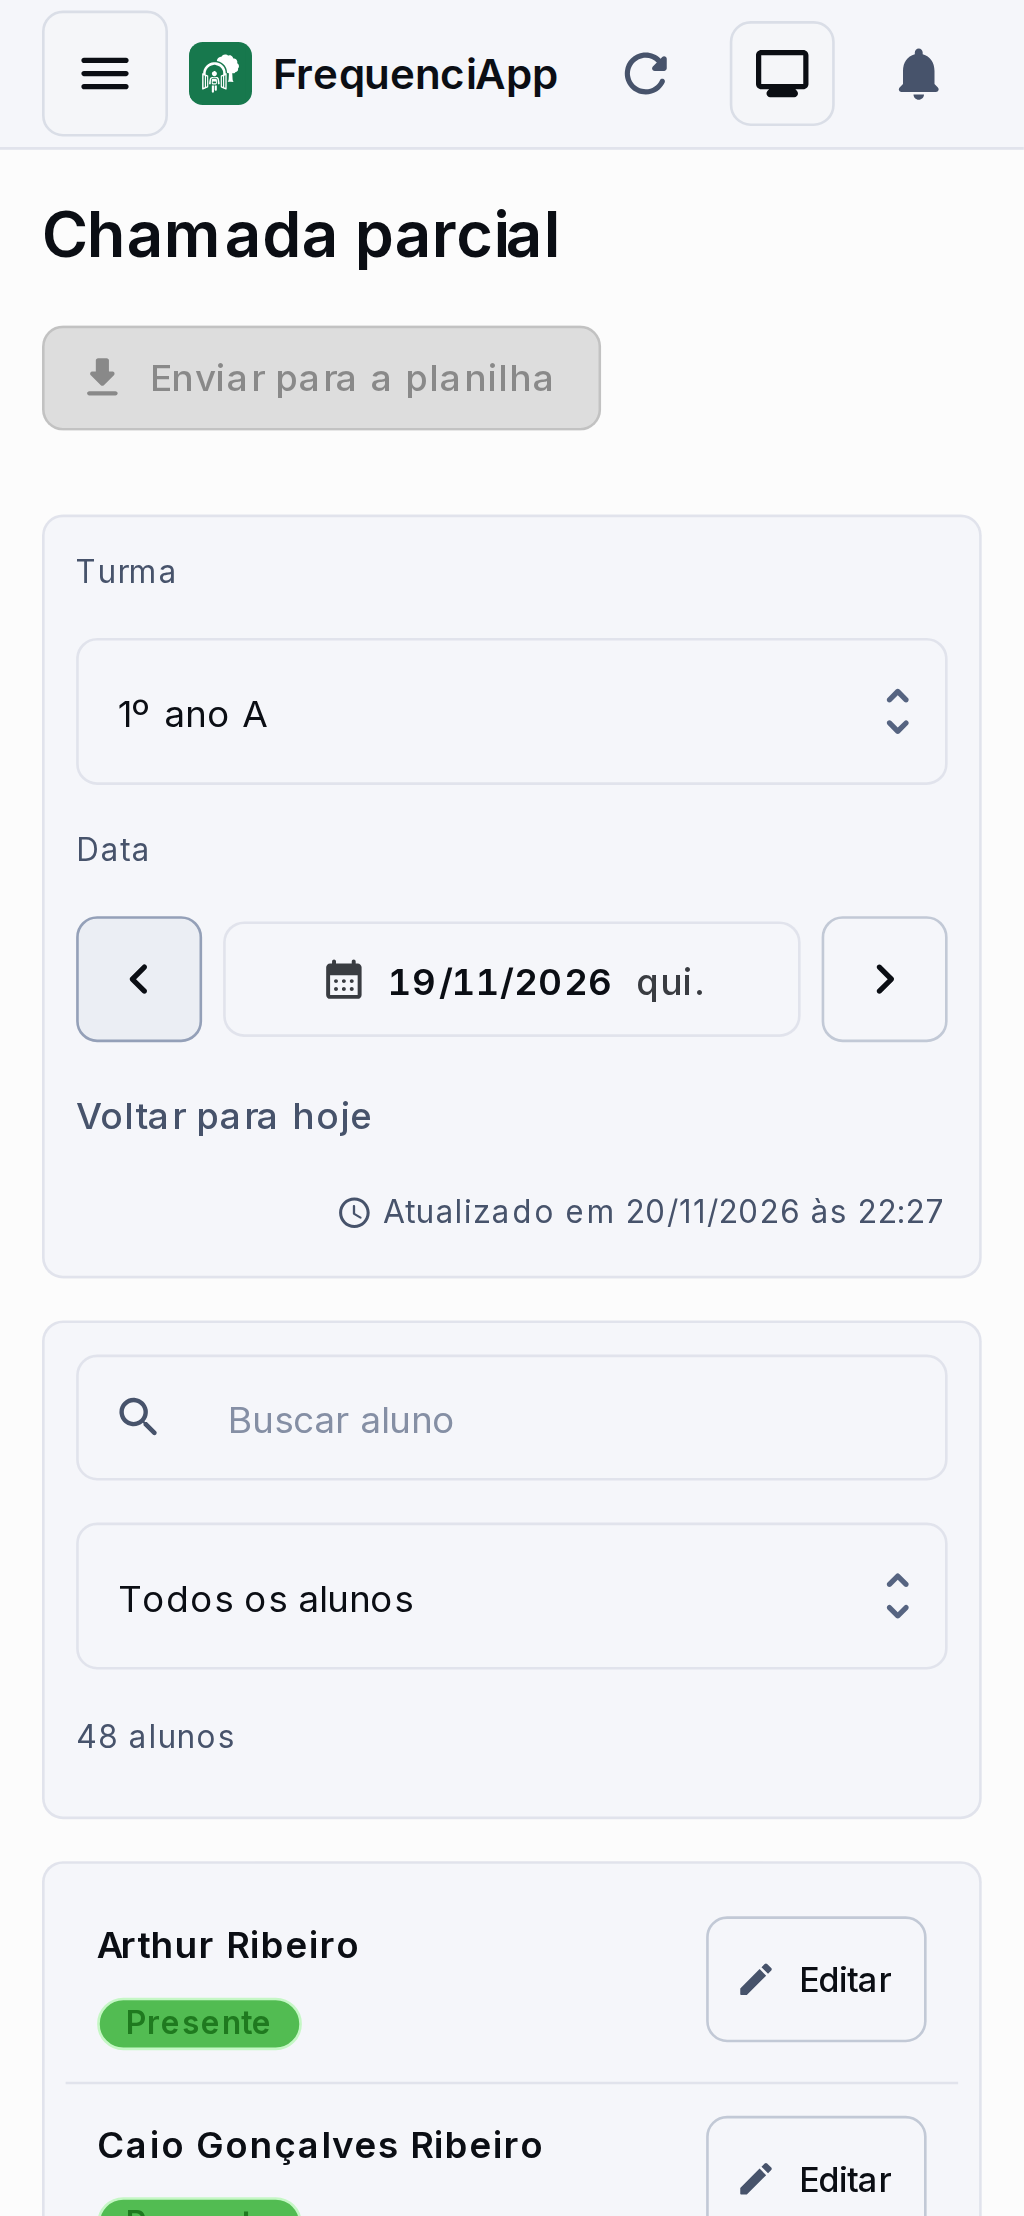 FrequenciApp
Chamada parcial
Enviar para a planilha
Turma
1º ano A
Data
19/11/2026 qui.
Voltar para hoje
Atualizado em 20/11/2026 às 22:27
Buscar aluno
Todos os alunos
48 alunos
Arthur Ribeiro
Editar
Presente
Caio Gonçalves Ribeiro
Editar